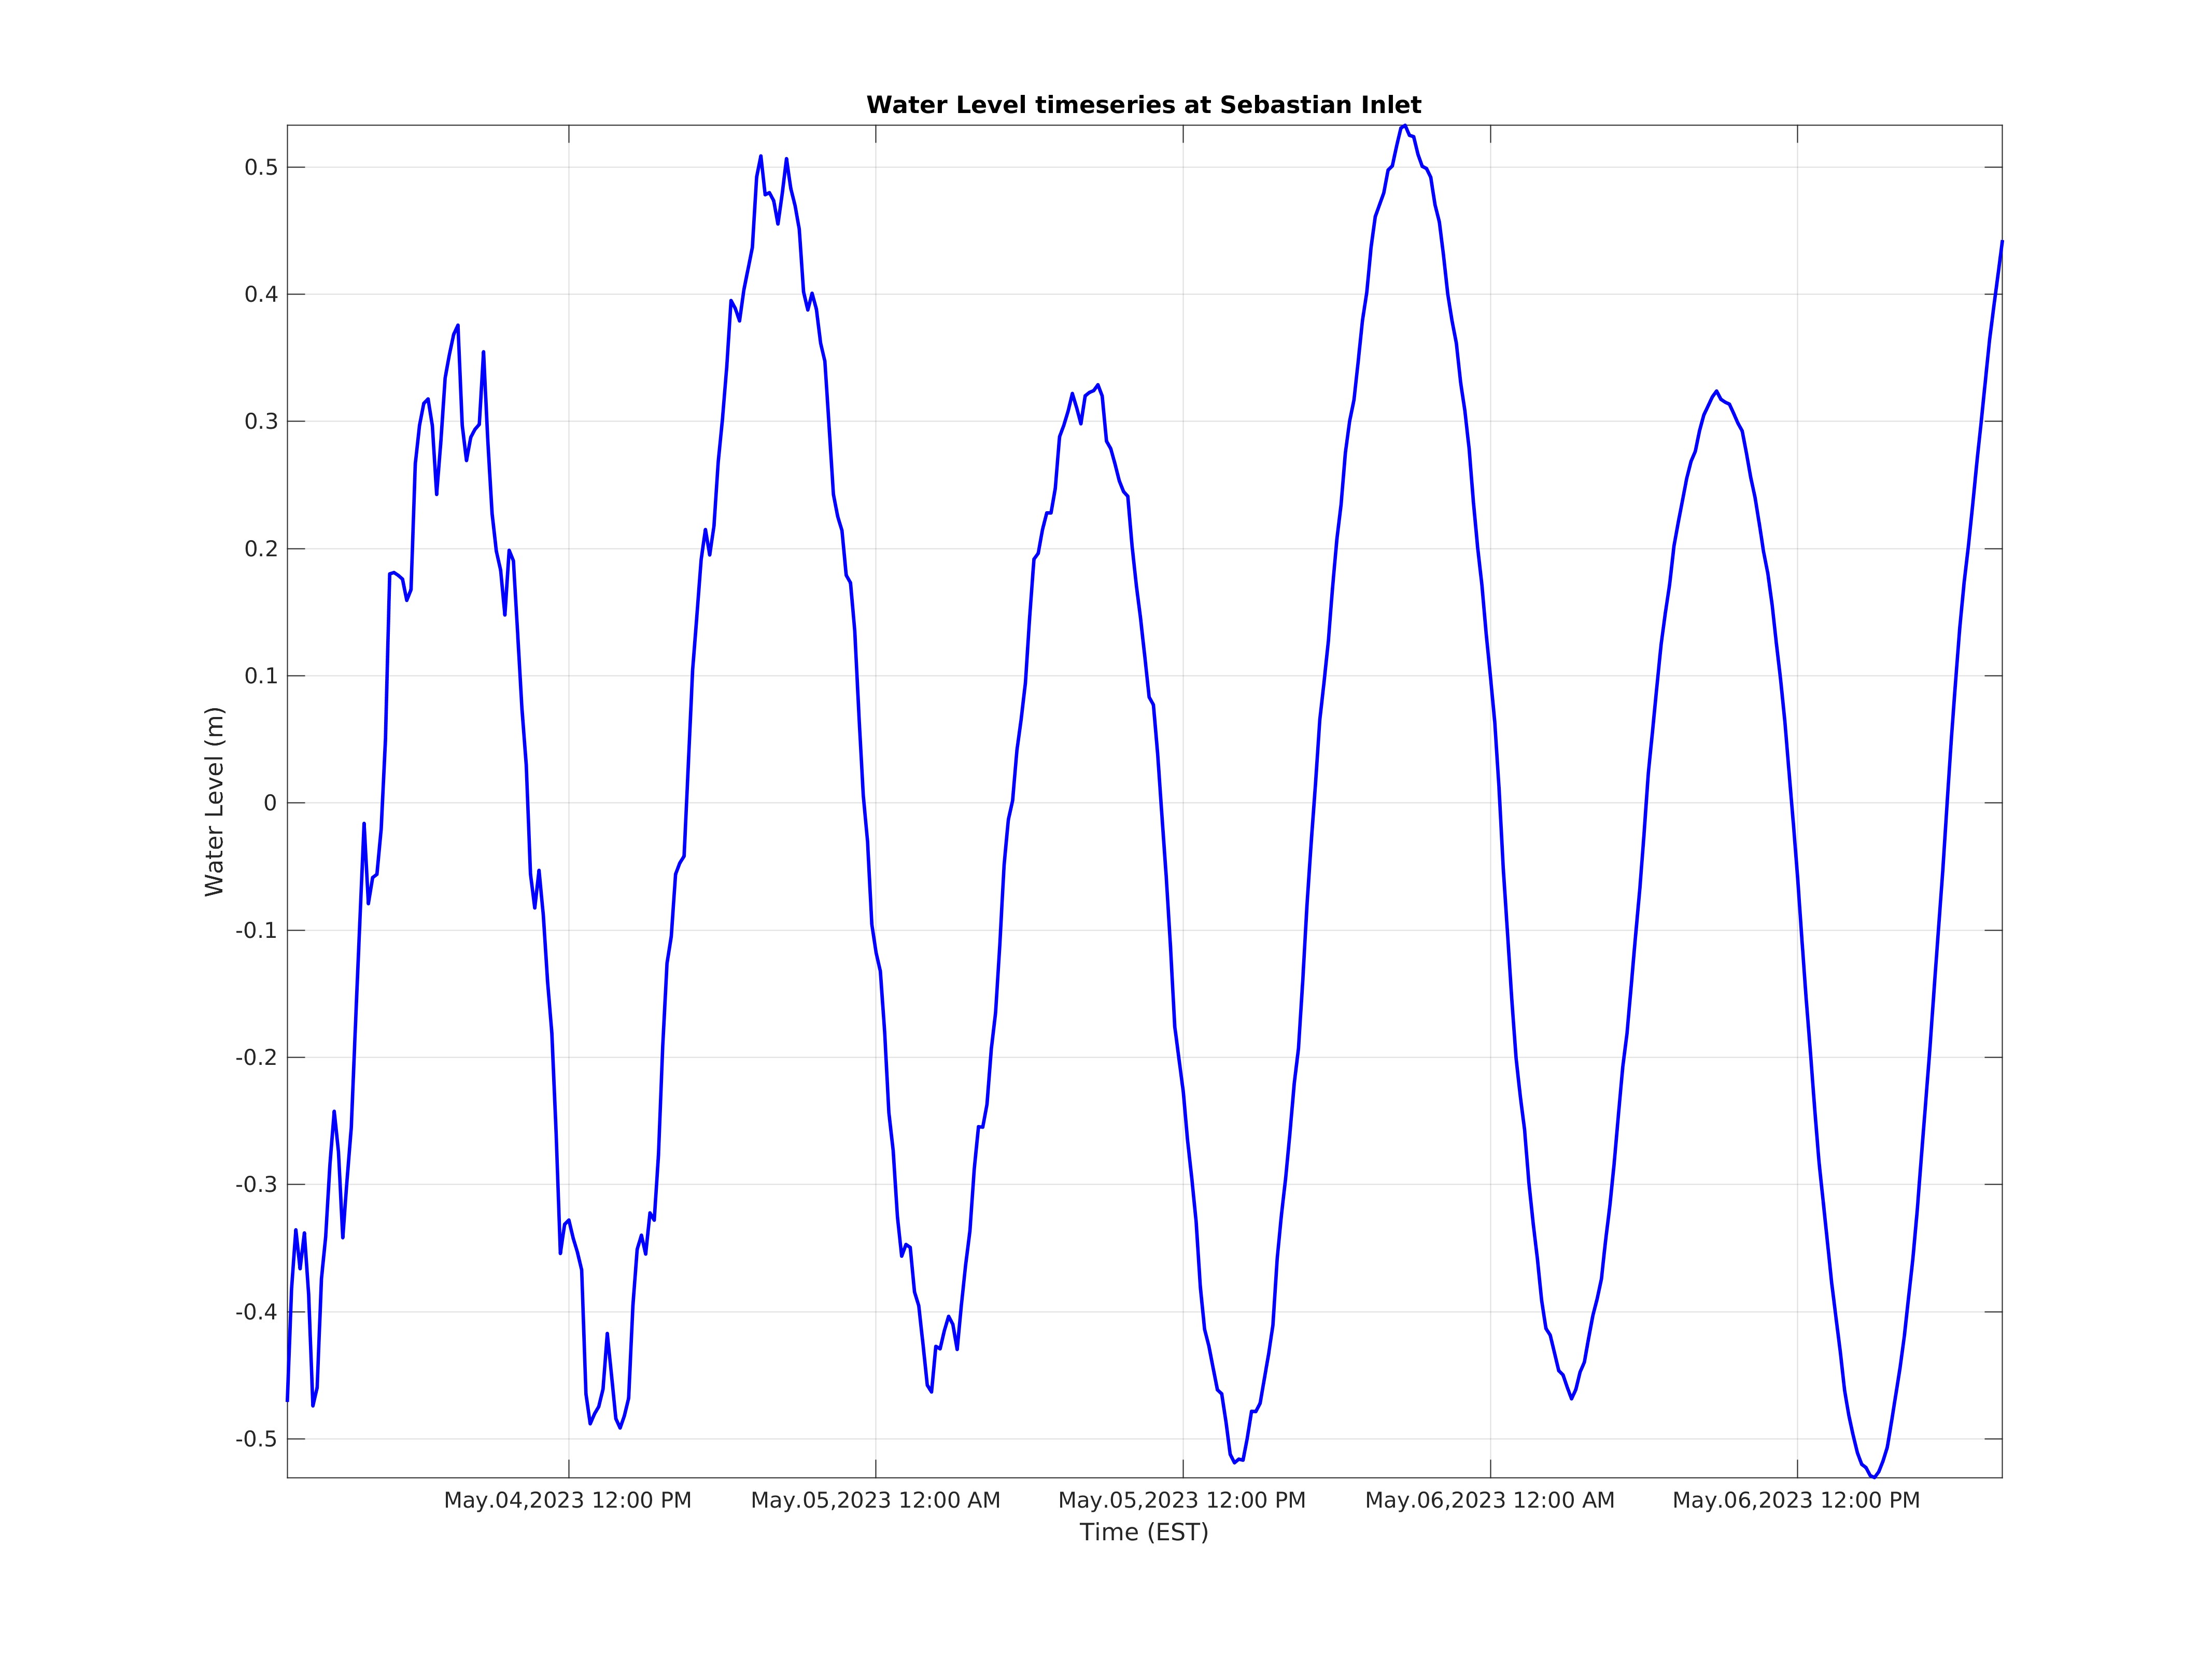 Water Level timeseries at Sebastian Inlet
0.5
0.4
0.3
0.2
0.1
0
-0.1
-0.2
-0.3
-0.4
-0.5
Water Level (m)
May.04,2023 12:00 PM
May.05,2023 12:00 AM
May.05,2023 12:00 PM
May.06,2023 12:00 AM
May.06,2023 12:00 PM
Time (EST)